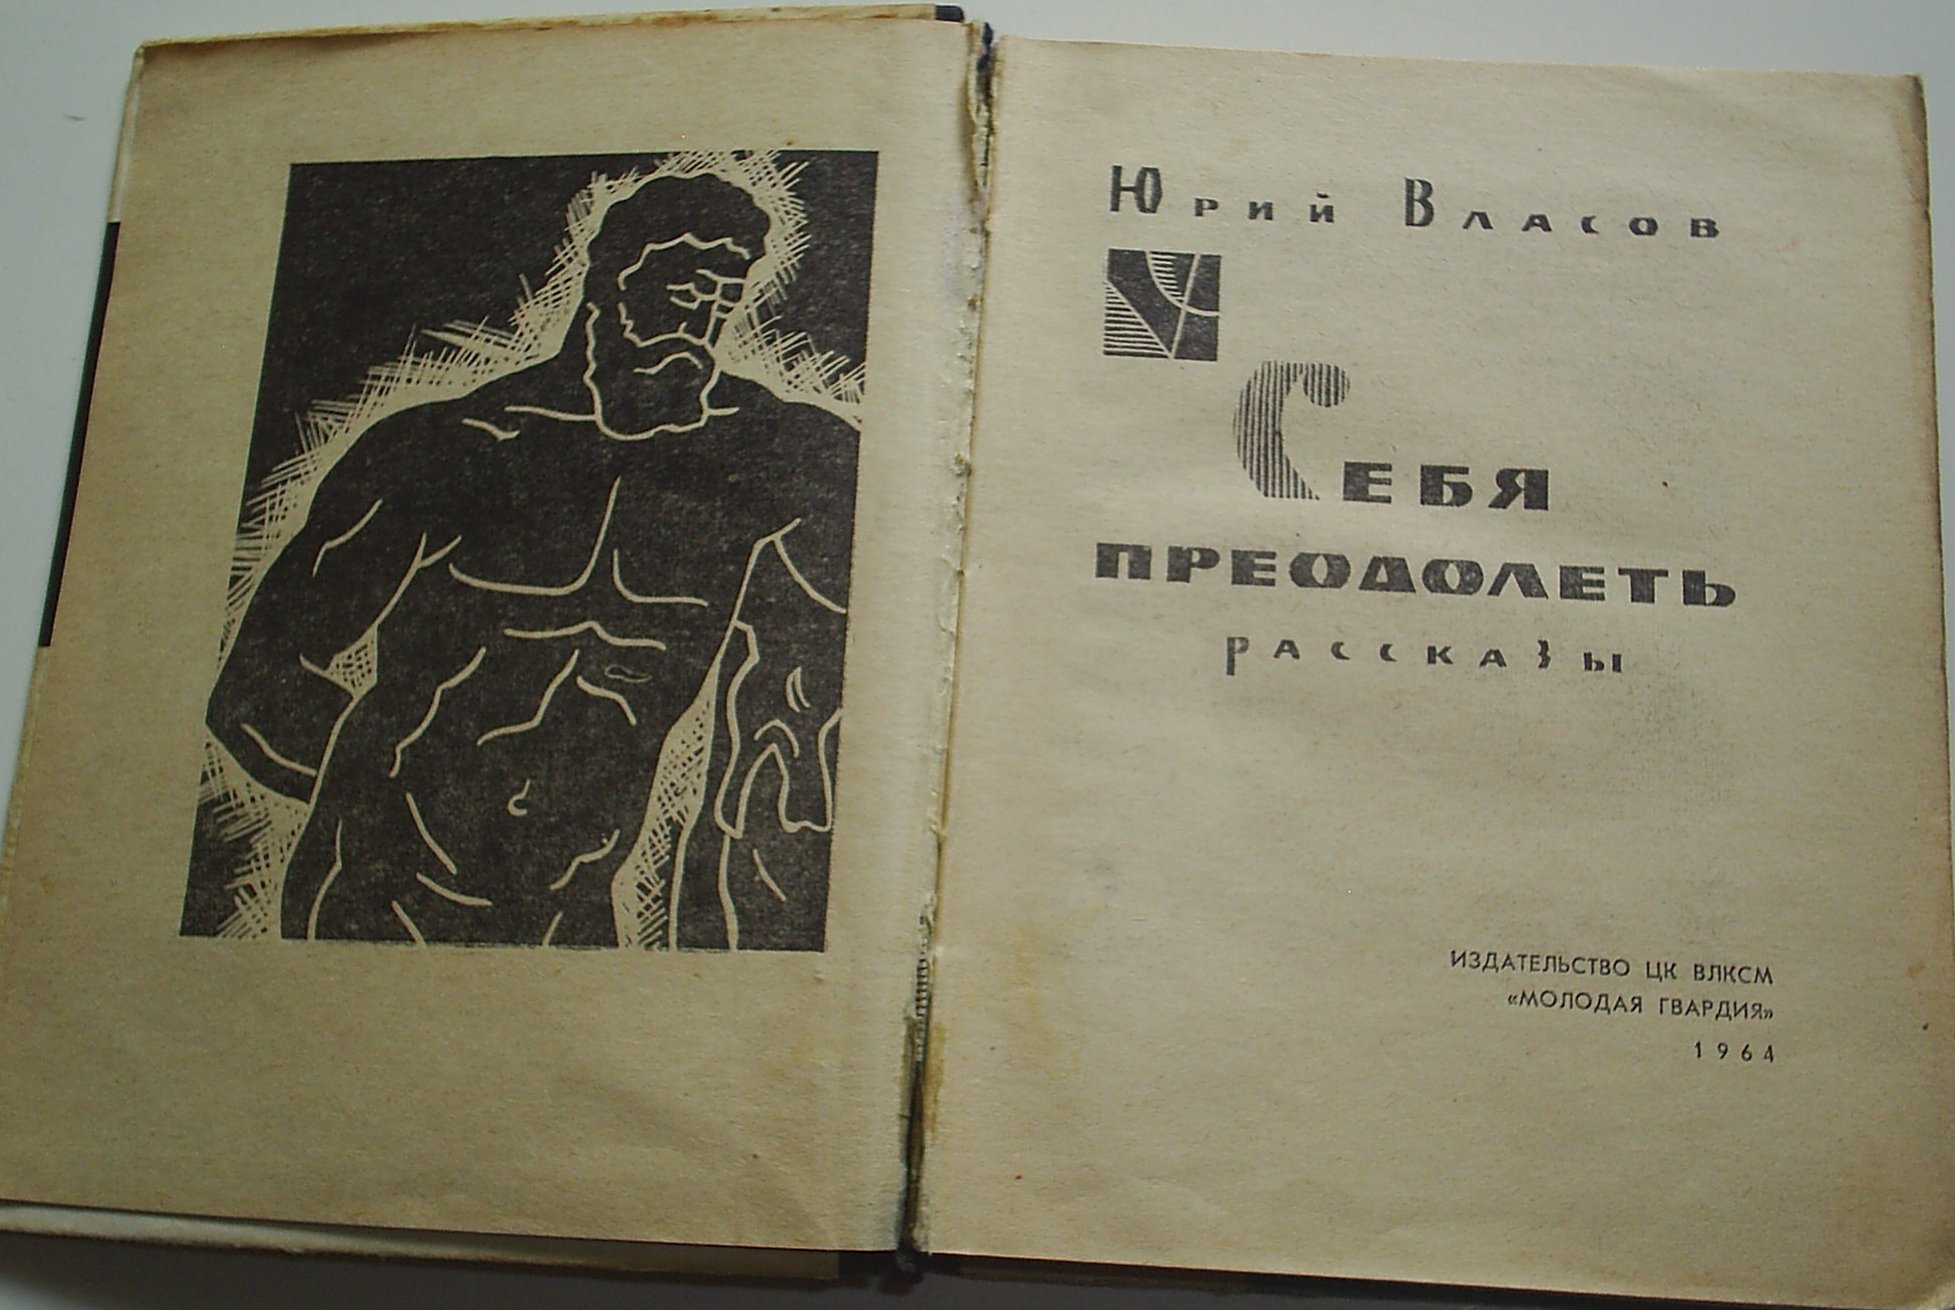 Юрий Власов
Себя
преодолеть
рассказы
ИЗДАТЕЛЬСТВО ЦК ВЛКСМ
«МОЛОДАЯ ГВАРДИЯ»
1964